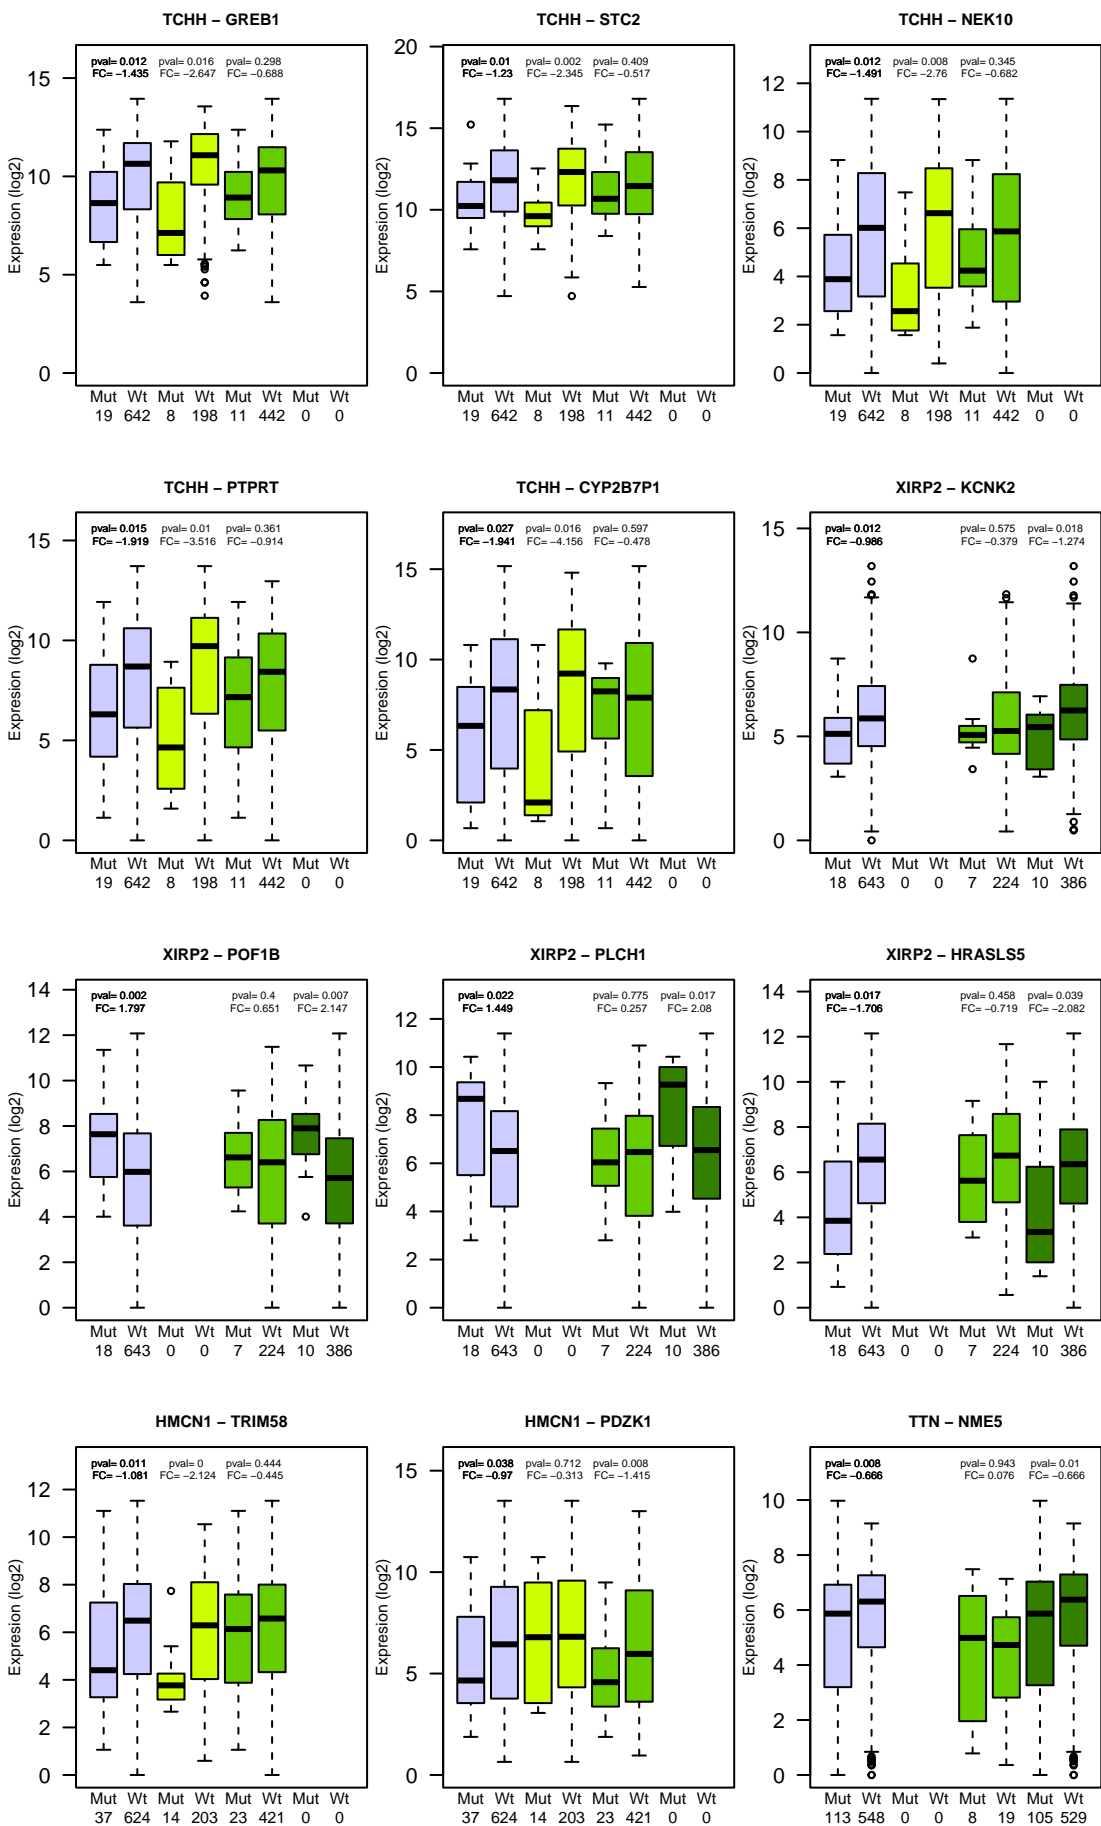 TCHH − GREB1
pval= 0.012 pval= 0.016 pval= 0.298
FC= −1.435 FC= −2.647 FC= −0.688
Expresion (log2)
15
10
5
0
Mut Wt Mut Wt Mut Wt Mut Wt
19 642 8 198 11 442 0 0
TCHH − STC2
pval= 0.01 pval= 0.002 pval= 0.409
FC= −1.23 FC= −2.345 FC= −0.517
Expresion (log2)
20
15
10
5
0
Mut Wt Mut Wt Mut Wt Mut Wt
19 642 8 198 11 442 0 0
TCHH − NEK10
pval= 0.012 pval= 0.008 pval= 0.345
FC= −1.491 FC= −2.76 FC= −0.682
Expresion (log2)
12
10
8
6
4
2
0
Mut Wt Mut Wt Mut Wt Mut Wt
19 642 8 198 11 442 0 0
TCHH − PTPRT
pval= 0.015 pval= 0.01 pval= 0.361
FC= −1.919 FC= −3.516 FC= −0.914
Expresion (log2)
15
10
5
0
Mut Wt Mut Wt Mut Wt Mut Wt
19 642 8 198 11 442 0 0
TCHH − CYP2B7P1
pval= 0.027 pval= 0.016 pval= 0.597
FC= −1.941 FC= −4.156 FC= −0.478
Expresion (log2)
15
10
5
0
Mut Wt Mut Wt Mut Wt Mut Wt
19 642 8 198 11 442 0 0
XIRP2 − KCNK2
pval= 0.012 pval= 0.575 pval= 0.018
FC= −0.986 FC= −0.379 FC= −1.274
Expresion (log2)
15
10
5
0
Mut Wt Mut Wt Mut Wt Mut Wt
18 643 0 0 7 224 10 386
XIRP2 − POF1B
pval= 0.002 pval= 0.4 pval= 0.007
FC= 1.797 FC= 0.651 FC= 2.147
Expresion (log2)
14
12
10
8
6
4
2
0
Mut Wt Mut Wt Mut Wt Mut Wt
18 643 0 0 7 224 10 386
XIRP2 − PLCH1
pval= 0.022 pval= 0.775 pval= 0.017
FC= 1.449 FC= 0.257 FC= 2.08
Expresion (log2)
12
10
8
6
4
2
0
Mut Wt Mut Wt Mut Wt Mut Wt
18 643 0 0 7 224 10 386
XIRP2 − HRASLS5
pval= 0.017 pval= 0.458 pval= 0.039
FC= −1.706 FC= −0.719 FC= −2.082
Expresion (log2)
14
12
10
8
6
4
2
0
Mut Wt Mut Wt Mut Wt Mut Wt
18 643 0 0 7 224 10 386
HMCN1 − TRIM58
pval= 0.011 pval= 0 pval= 0.444
FC= −1.081 FC= −2.124 FC= −0.445
Expresion (log2)
12
10
8
6
4
2
0
Mut Wt Mut Wt Mut Wt Mut Wt
37 624 14 203 23 421 0 0
HMCN1 − PDZK1
pval= 0.038 pval= 0.712 pval= 0.008
FC= −0.97 FC= −0.313 FC= −1.415
Expresion (log2)
15
10
5
0
Mut Wt Mut Wt Mut Wt Mut Wt
37 624 14 203 23 421 0 0
TTN − NME5
pval= 0.008 pval= 0.943 pval= 0.01
FC= −0.666 FC= 0.076 FC= −0.666
Expresion (log2)
10
8
6
4
2
0
Mut Wt Mut Wt Mut Wt Mut Wt
113 548 0 0 8 19 105 529